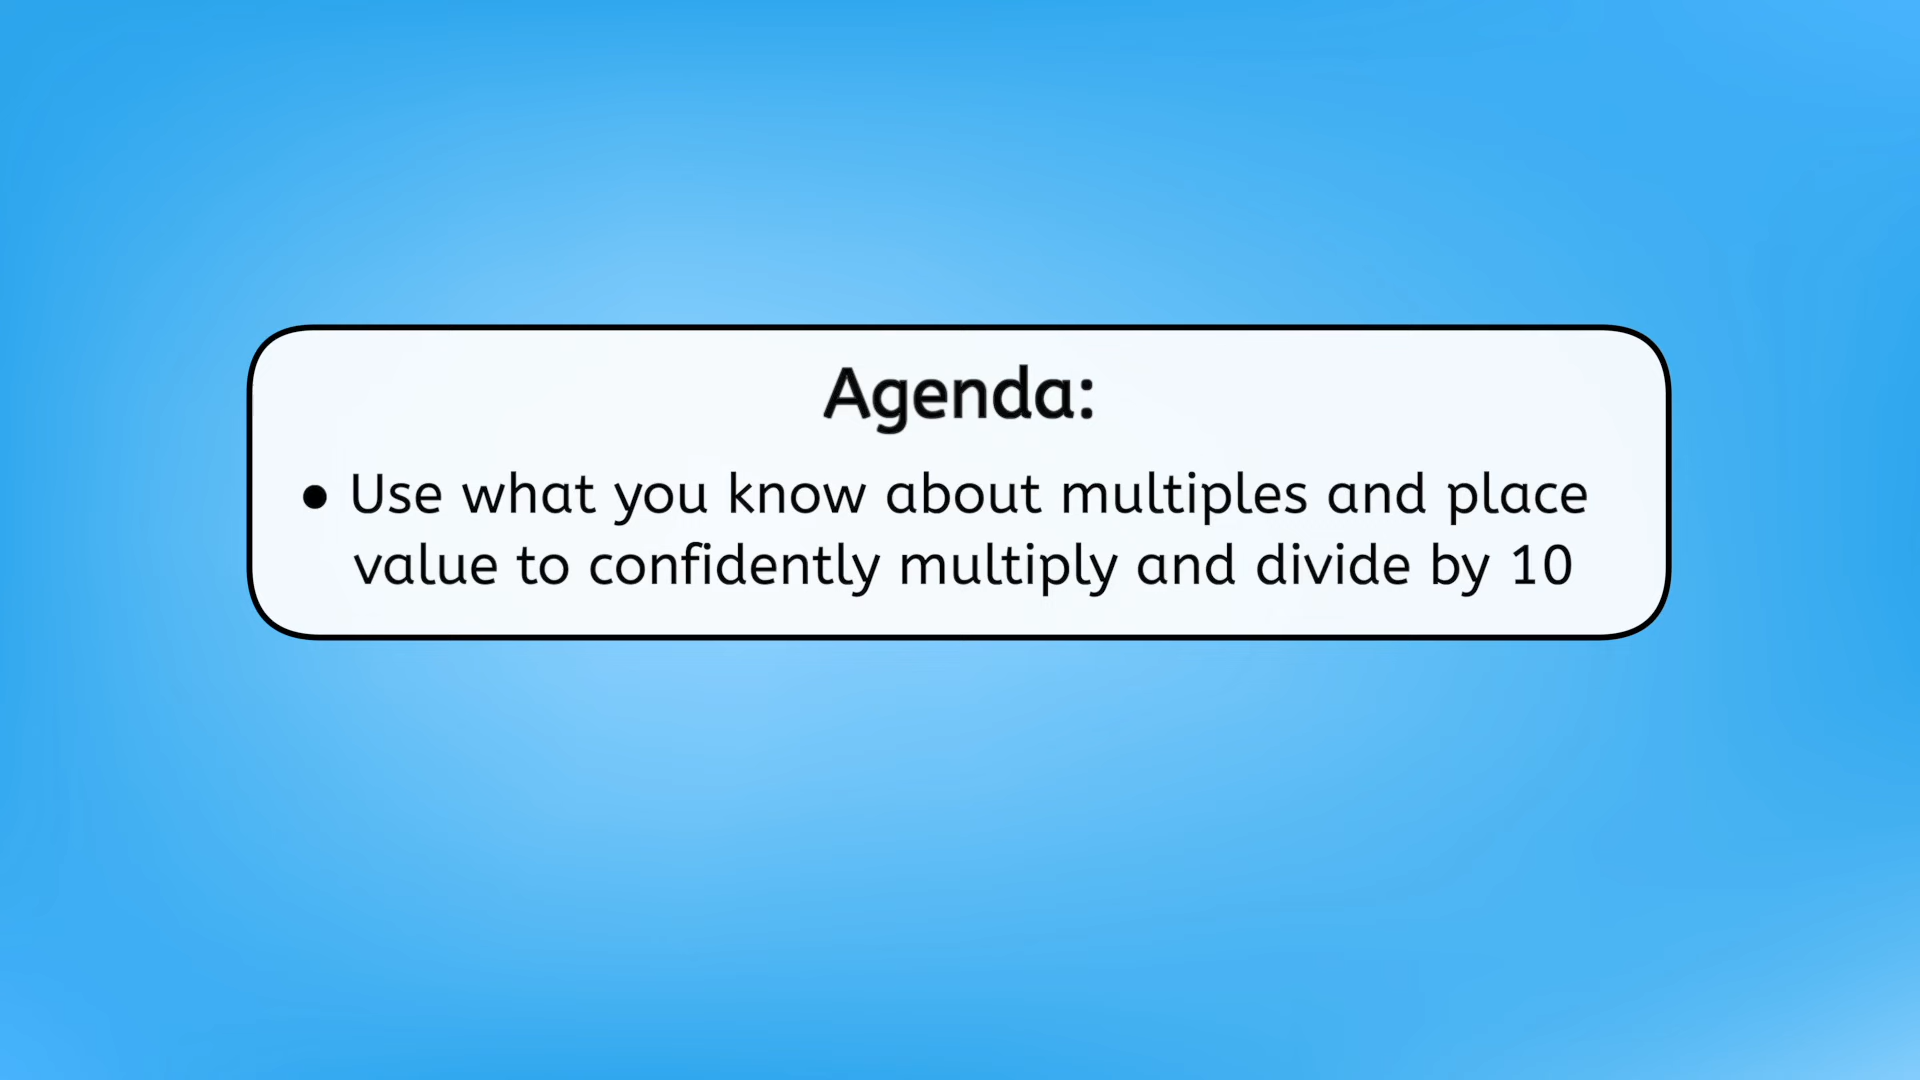 Agenda:
• Use what you know about multiples and place
value to confidently multiply and divide by 10